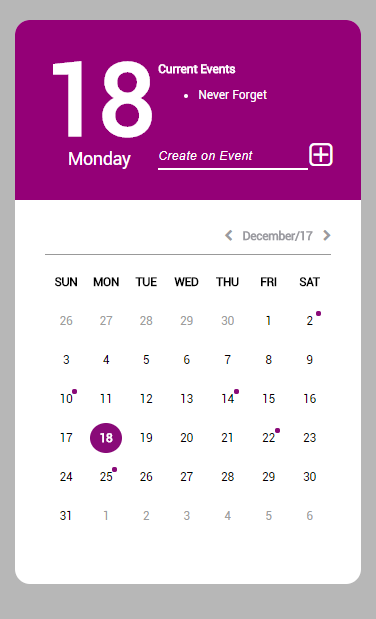 18
Monday
Current Events
Never Forget
Create on Event
December/17
SUN MON TUE WED THU FRI SAT
26 27 28 29 30 1 2
3 4 5 6 7 8 9
10 11 12 13 14 15 16
17 18 19 20 21 22 23
24 25 26 27 28 29 30
31 1 2 3 4 5 6